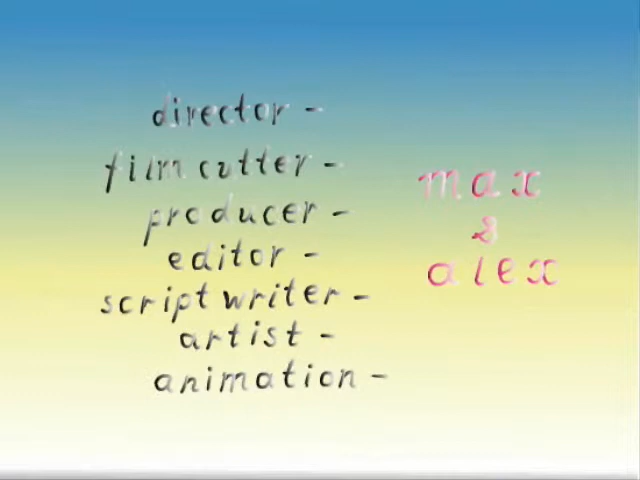 director -
film cutter -
producer -
editor -
script writer -
artist -
animation -
max
&
alex